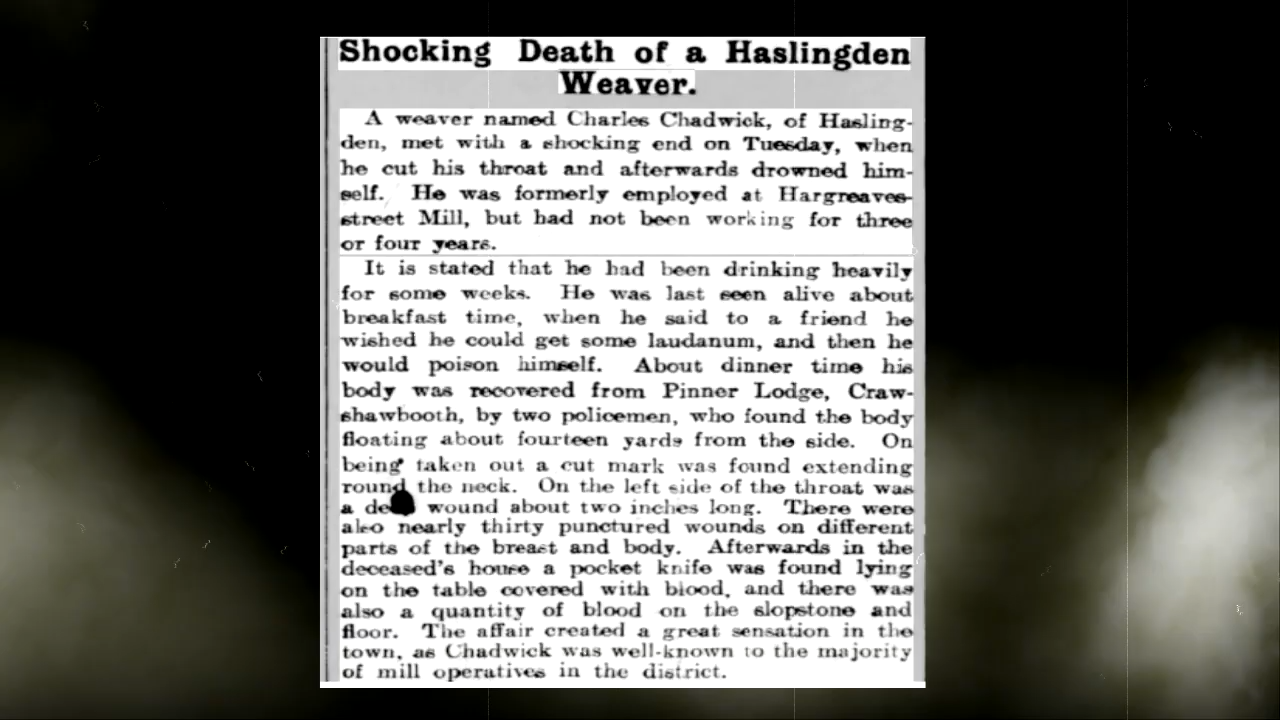 Shocking Death of a Haslingden
Weaver.
A weaver named Charles Chadwick, of Hasling-
den, met with a shocking end on Tuesday, when
he cut his throat and afterwards drowned him-
self. He was formerly employed at Hargreaves-
street Mill, but had not been working for three
or four years.
It is stated that he had been drinking heavily
for some weeks. He was last seen alive about
breakfast time, when he said to a friend he
wished he could get some laudanum, and then he
would poison himself. About dinner time his
body was recovered from Pinner Lodge, Craw-
shawbooth, by two policemen, who found the body
floating about fourteen yards from the side. On
being taken out a cut mark was found extending
round the neck. On the left side of the throat was
a wound about two inches long. There were
also nearly thirty punctured wounds on different
parts of the breast and body. Afterwards in the
deceased's house a pocket knife was found lying
on the table covered with blood, and there was
also a quantity of blood on the slopstone and
floor. The affair created a great sensation in the
town, as Chadwick was well-known to the majority
of mill operatives in the district.